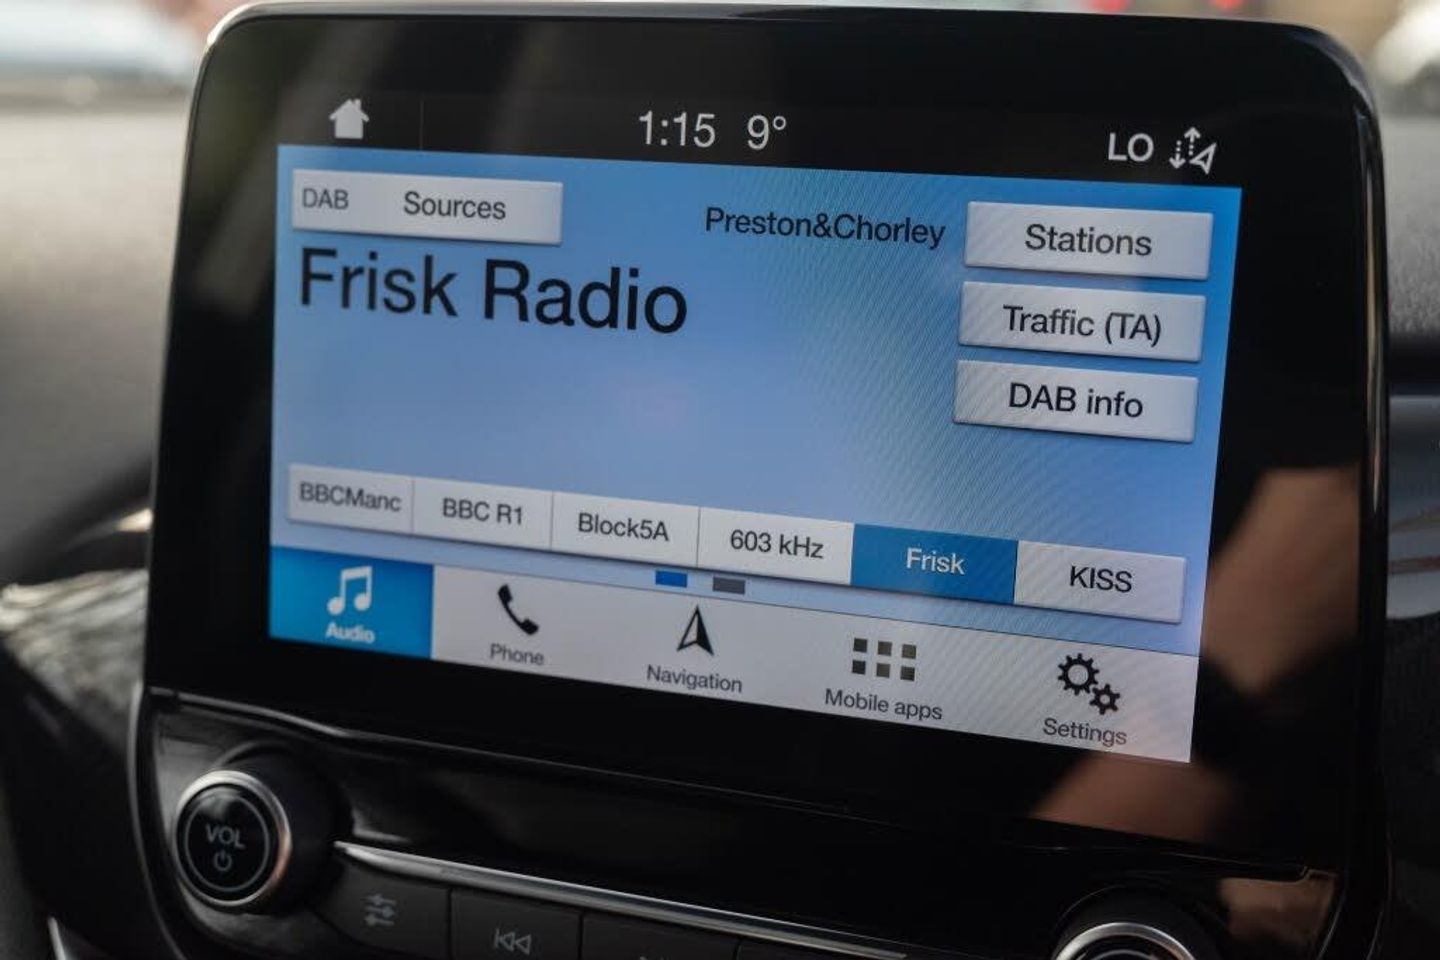 1:15 9°
LO
DAB Sources
Preston&Chorley
Stations
Frisk Radio
Traffic (TA)
DAB info
BBCManc
BBC R1
Block5A
603 kHz
Frisk
KISS
Audio
Phone
Navigation
Mobile apps
Settings
VOL